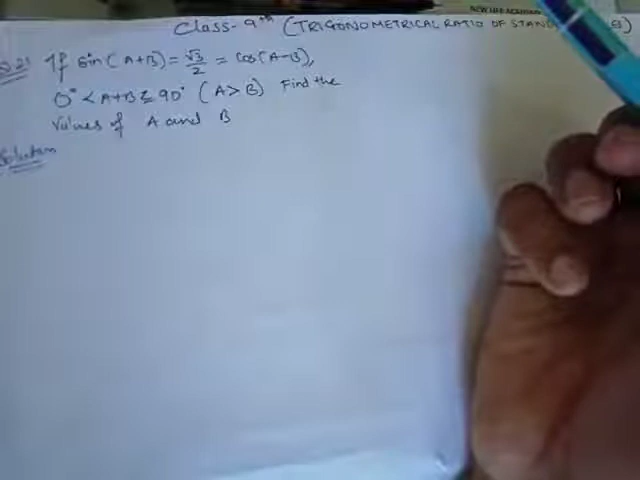 Class-9th (TRIGONOMETRICAL RATIO OF STAN
Q.21 If sin(A+B)=√3/2 = Cos(A-B),
0° < A+B ≤ 90° (A > B) Find the
Values of A and B
Solution